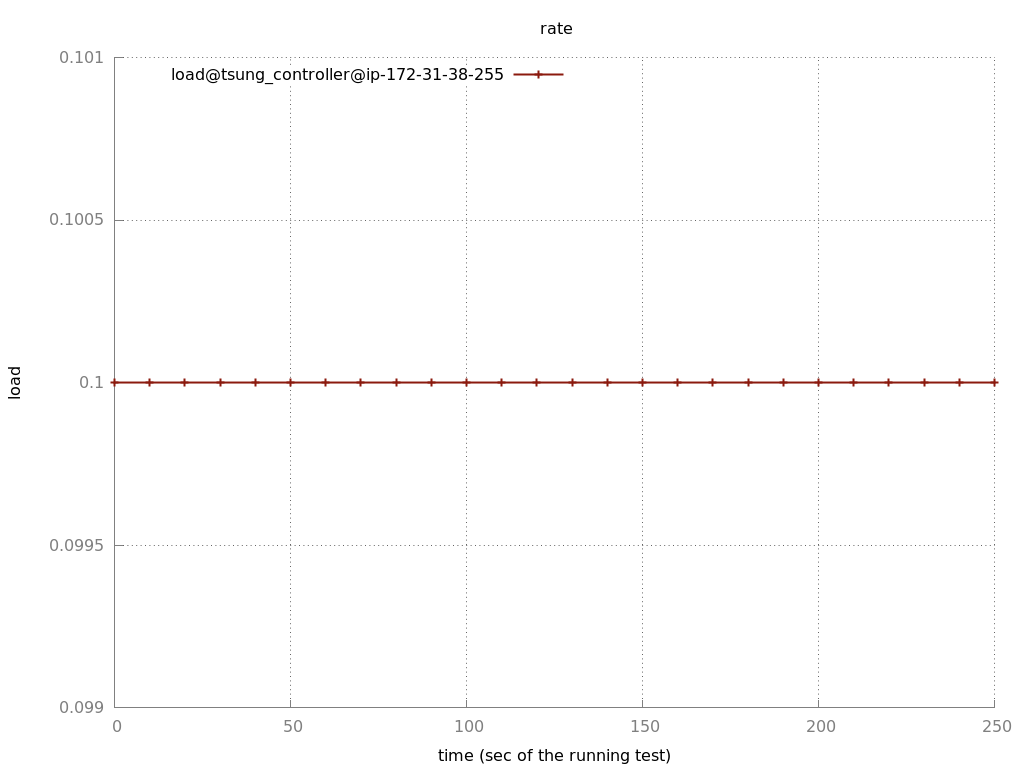 rate
0.101
load@tsung_controller@ip-172-31-38-255
0.1005
load
0.1
0.0995
0.099
0 50 100 150 200 250
time (sec of the running test)